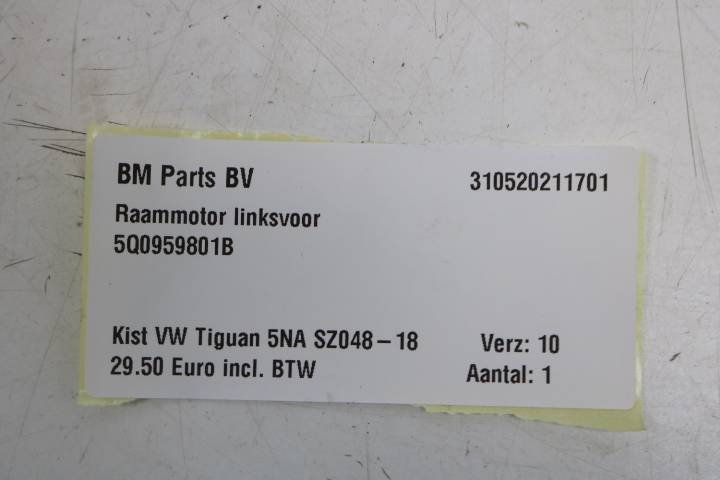 BM Parts BV 310520211701
Raammotor linksvoor
5Q0959801B
Kist VW Tiguan 5NA SZ048-18 Verz: 10
29.50 Euro incl. BTW Aantal: 1